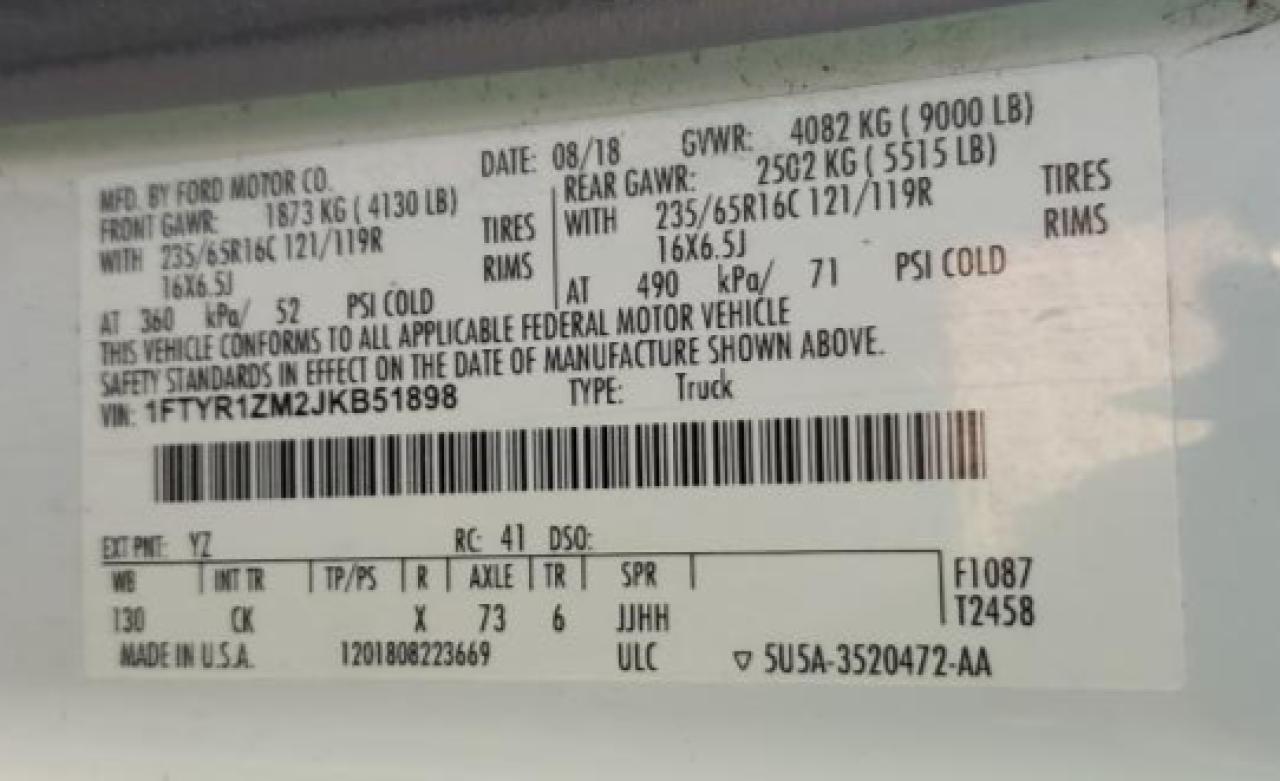 MFD. BY FORD MOTOR CO. DATE: 08/18 GVWR: 4082 KG ( 9000 LB)
FRONT GAWR: 1873 KG ( 4130 LB) REAR GAWR: 2502 KG ( 5515 LB)
WITH 235/65R16C 121/119R TIRES WITH 235/65R16C 121/119R TIRES
16X6.5J RIMS 16X6.5J RIMS
AT 360 kPa/ 52 PSI COLD AT 490 kPa/ 71 PSI COLD
THIS VEHICLE CONFORMS TO ALL APPLICABLE FEDERAL MOTOR VEHICLE
SAFETY STANDARDS IN EFFECT ON THE DATE OF MANUFACTURE SHOWN ABOVE.
VIN: 1FTYR1ZM2JKB51898 TYPE: Truck
EXT PNT: YZ RC: 41 DSO:
WB INT TR TP/PS R AXLE TR SPR F1087
130 CK X 73 6 JJHH T2458
MADE IN U.S.A. 1201808223669 ULC ▽ 5U5A-3520472-AA